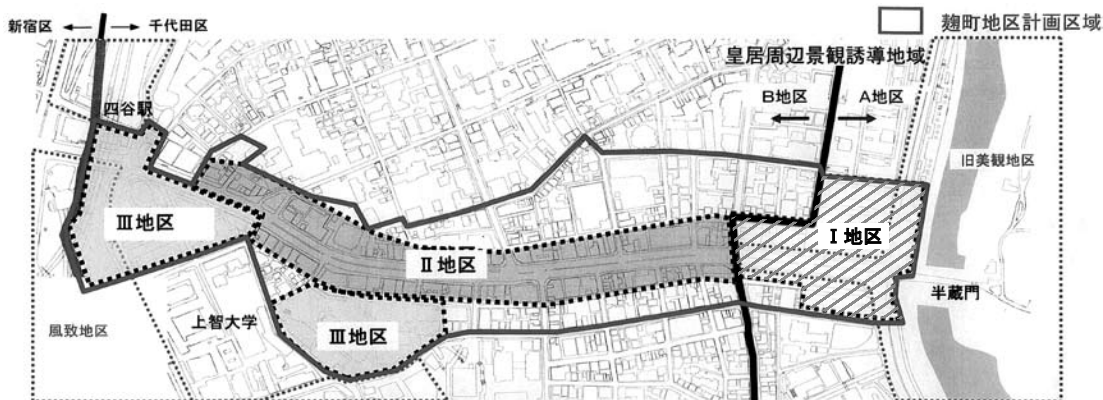 新宿区 ← → 千代田区
麹町地区計画区域
皇居周辺景観誘導地域
B地区 A地区
四谷駅
旧美観地区
Ⅲ地区
Ⅰ地区
Ⅱ地区
半蔵門
上智大学
風致地区
Ⅲ地区